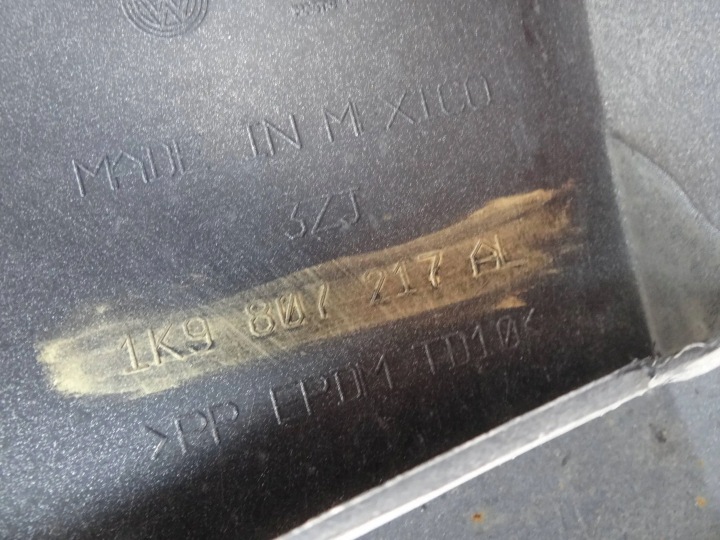 MADE IN MEXICO
3ZJ
1K9 807 217 A
>PP EPDM TD10<